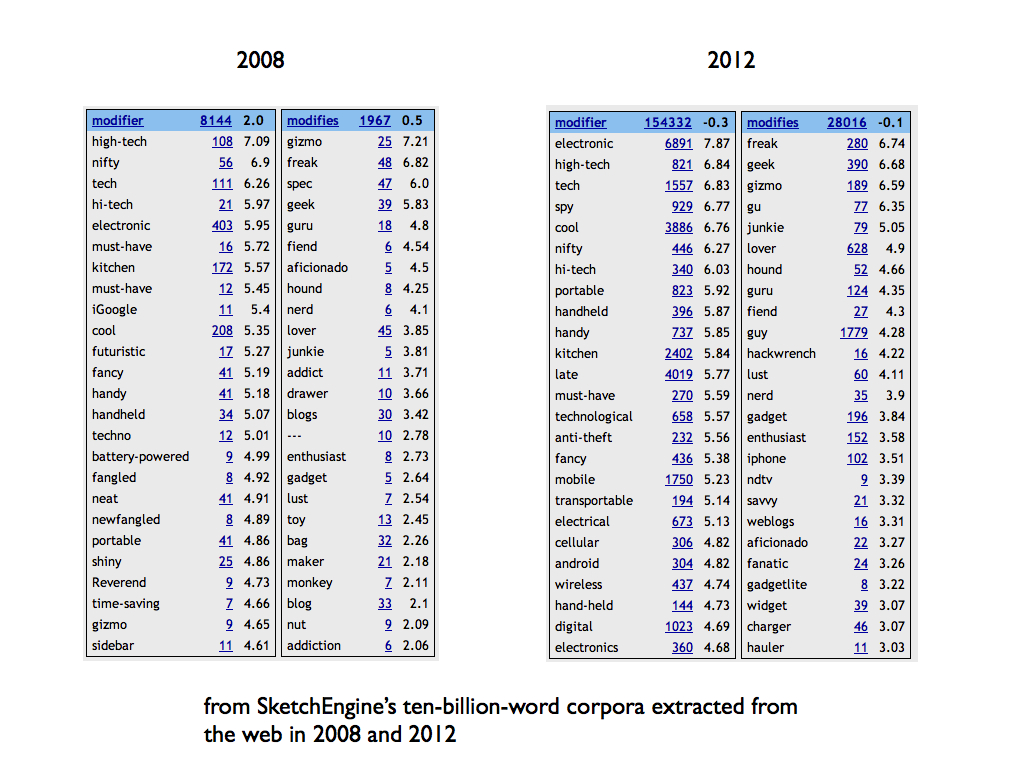 2008
2012
modifier 8144 2.0 modifies 1967 0.5
high-tech 108 7.09 gizmo 25 7.21
nifty 56 6.9 freak 48 6.82
tech 111 6.26 spec 47 6.0
hi-tech 21 5.97 geek 39 5.83
electronic 403 5.95 guru 18 4.8
must-have 16 5.72 fiend 6 4.54
kitchen 172 5.57 aficionado 5 4.5
must-have 12 5.45 hound 8 4.25
iGoogle 11 5.4 nerd 6 4.1
cool 208 5.35 lover 45 3.85
futuristic 17 5.27 junkie 5 3.81
fancy 41 5.19 addict 11 3.71
handy 41 5.18 drawer 10 3.66
handheld 34 5.07 blogs 30 3.42
techno 12 5.01 --- 10 2.78
battery-powered 9 4.99 enthusiast 8 2.73
fangled 8 4.92 gadget 5 2.64
neat 41 4.91 lust 7 2.54
newfangled 8 4.89 toy 13 2.45
portable 41 4.86 bag 32 2.26
shiny 25 4.86 maker 21 2.18
Reverend 9 4.73 monkey 7 2.11
time-saving 7 4.66 blog 33 2.1
gizmo 9 4.65 nut 9 2.09
sidebar 11 4.61 addiction 6 2.06
modifier 154332 -0.3 modifies 28016 -0.1
electronic 6891 7.87 freak 280 6.74
high-tech 821 6.84 geek 390 6.68
tech 1557 6.83 gizmo 189 6.59
spy 929 6.77 gu 77 6.35
cool 3886 6.76 junkie 79 5.05
nifty 446 6.27 lover 628 4.9
hi-tech 340 6.03 hound 52 4.66
portable 823 5.92 guru 124 4.35
handheld 396 5.87 fiend 27 4.3
handy 737 5.85 guy 1779 4.28
kitchen 2402 5.84 hackwrench 16 4.22
late 4019 5.77 lust 60 4.11
must-have 270 5.59 nerd 35 3.9
technological 658 5.57 gadget 196 3.84
anti-theft 232 5.56 enthusiast 152 3.58
fancy 436 5.38 iphone 102 3.51
mobile 1750 5.23 ndtv 9 3.39
transportable 194 5.14 savvy 21 3.32
electrical 673 5.13 weblogs 16 3.31
cellular 306 4.82 aficionado 22 3.27
android 304 4.82 fanatic 24 3.26
wireless 437 4.74 gadgetlite 8 3.22
hand-held 144 4.73 widget 39 3.07
digital 1023 4.69 charger 46 3.07
electronics 360 4.68 hauler 11 3.03
from SketchEngine's ten-billion-word corpora extracted from
the web in 2008 and 2012